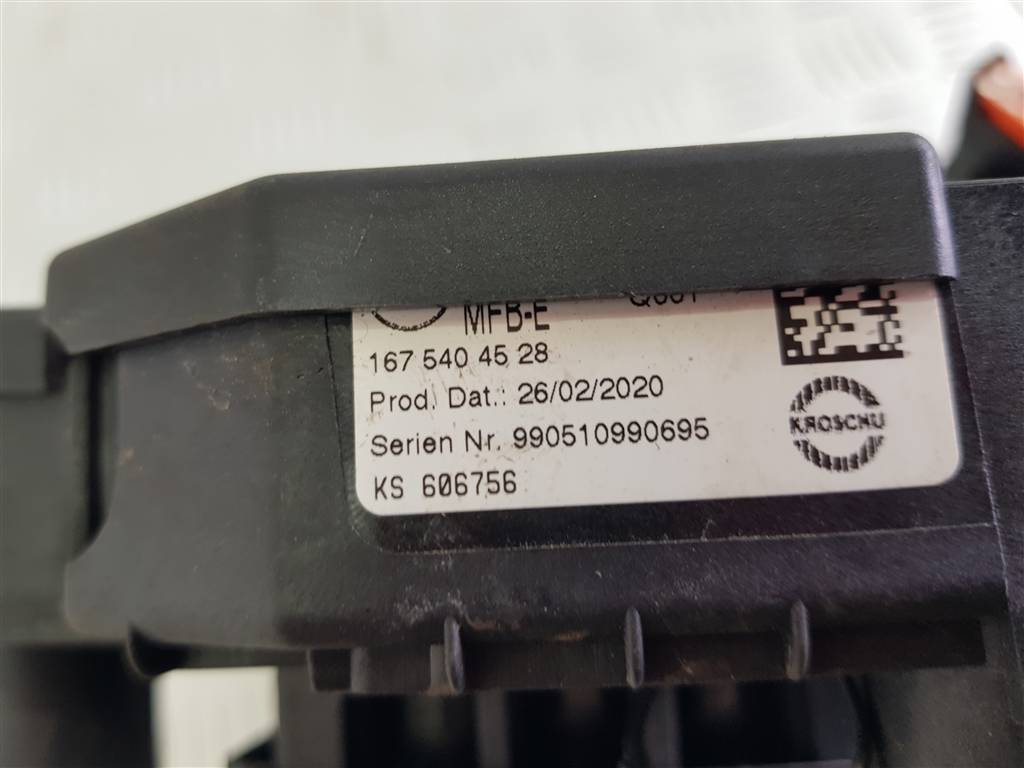 MFB-E
167 540 45 28
Prod. Dat.: 26/02/2020
Serien Nr. 990510990695
KS 606756
KROSCHU